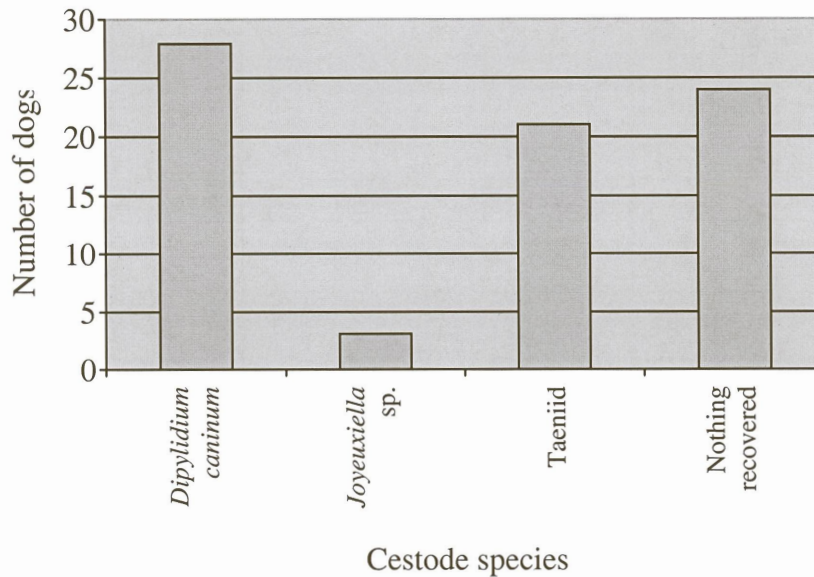 Number of dogs
30
25
20
15
10
5
0
Dipylidium
caninum
Joyeuxiella
sp.
Taeniid
Nothing
recovered
Cestode species